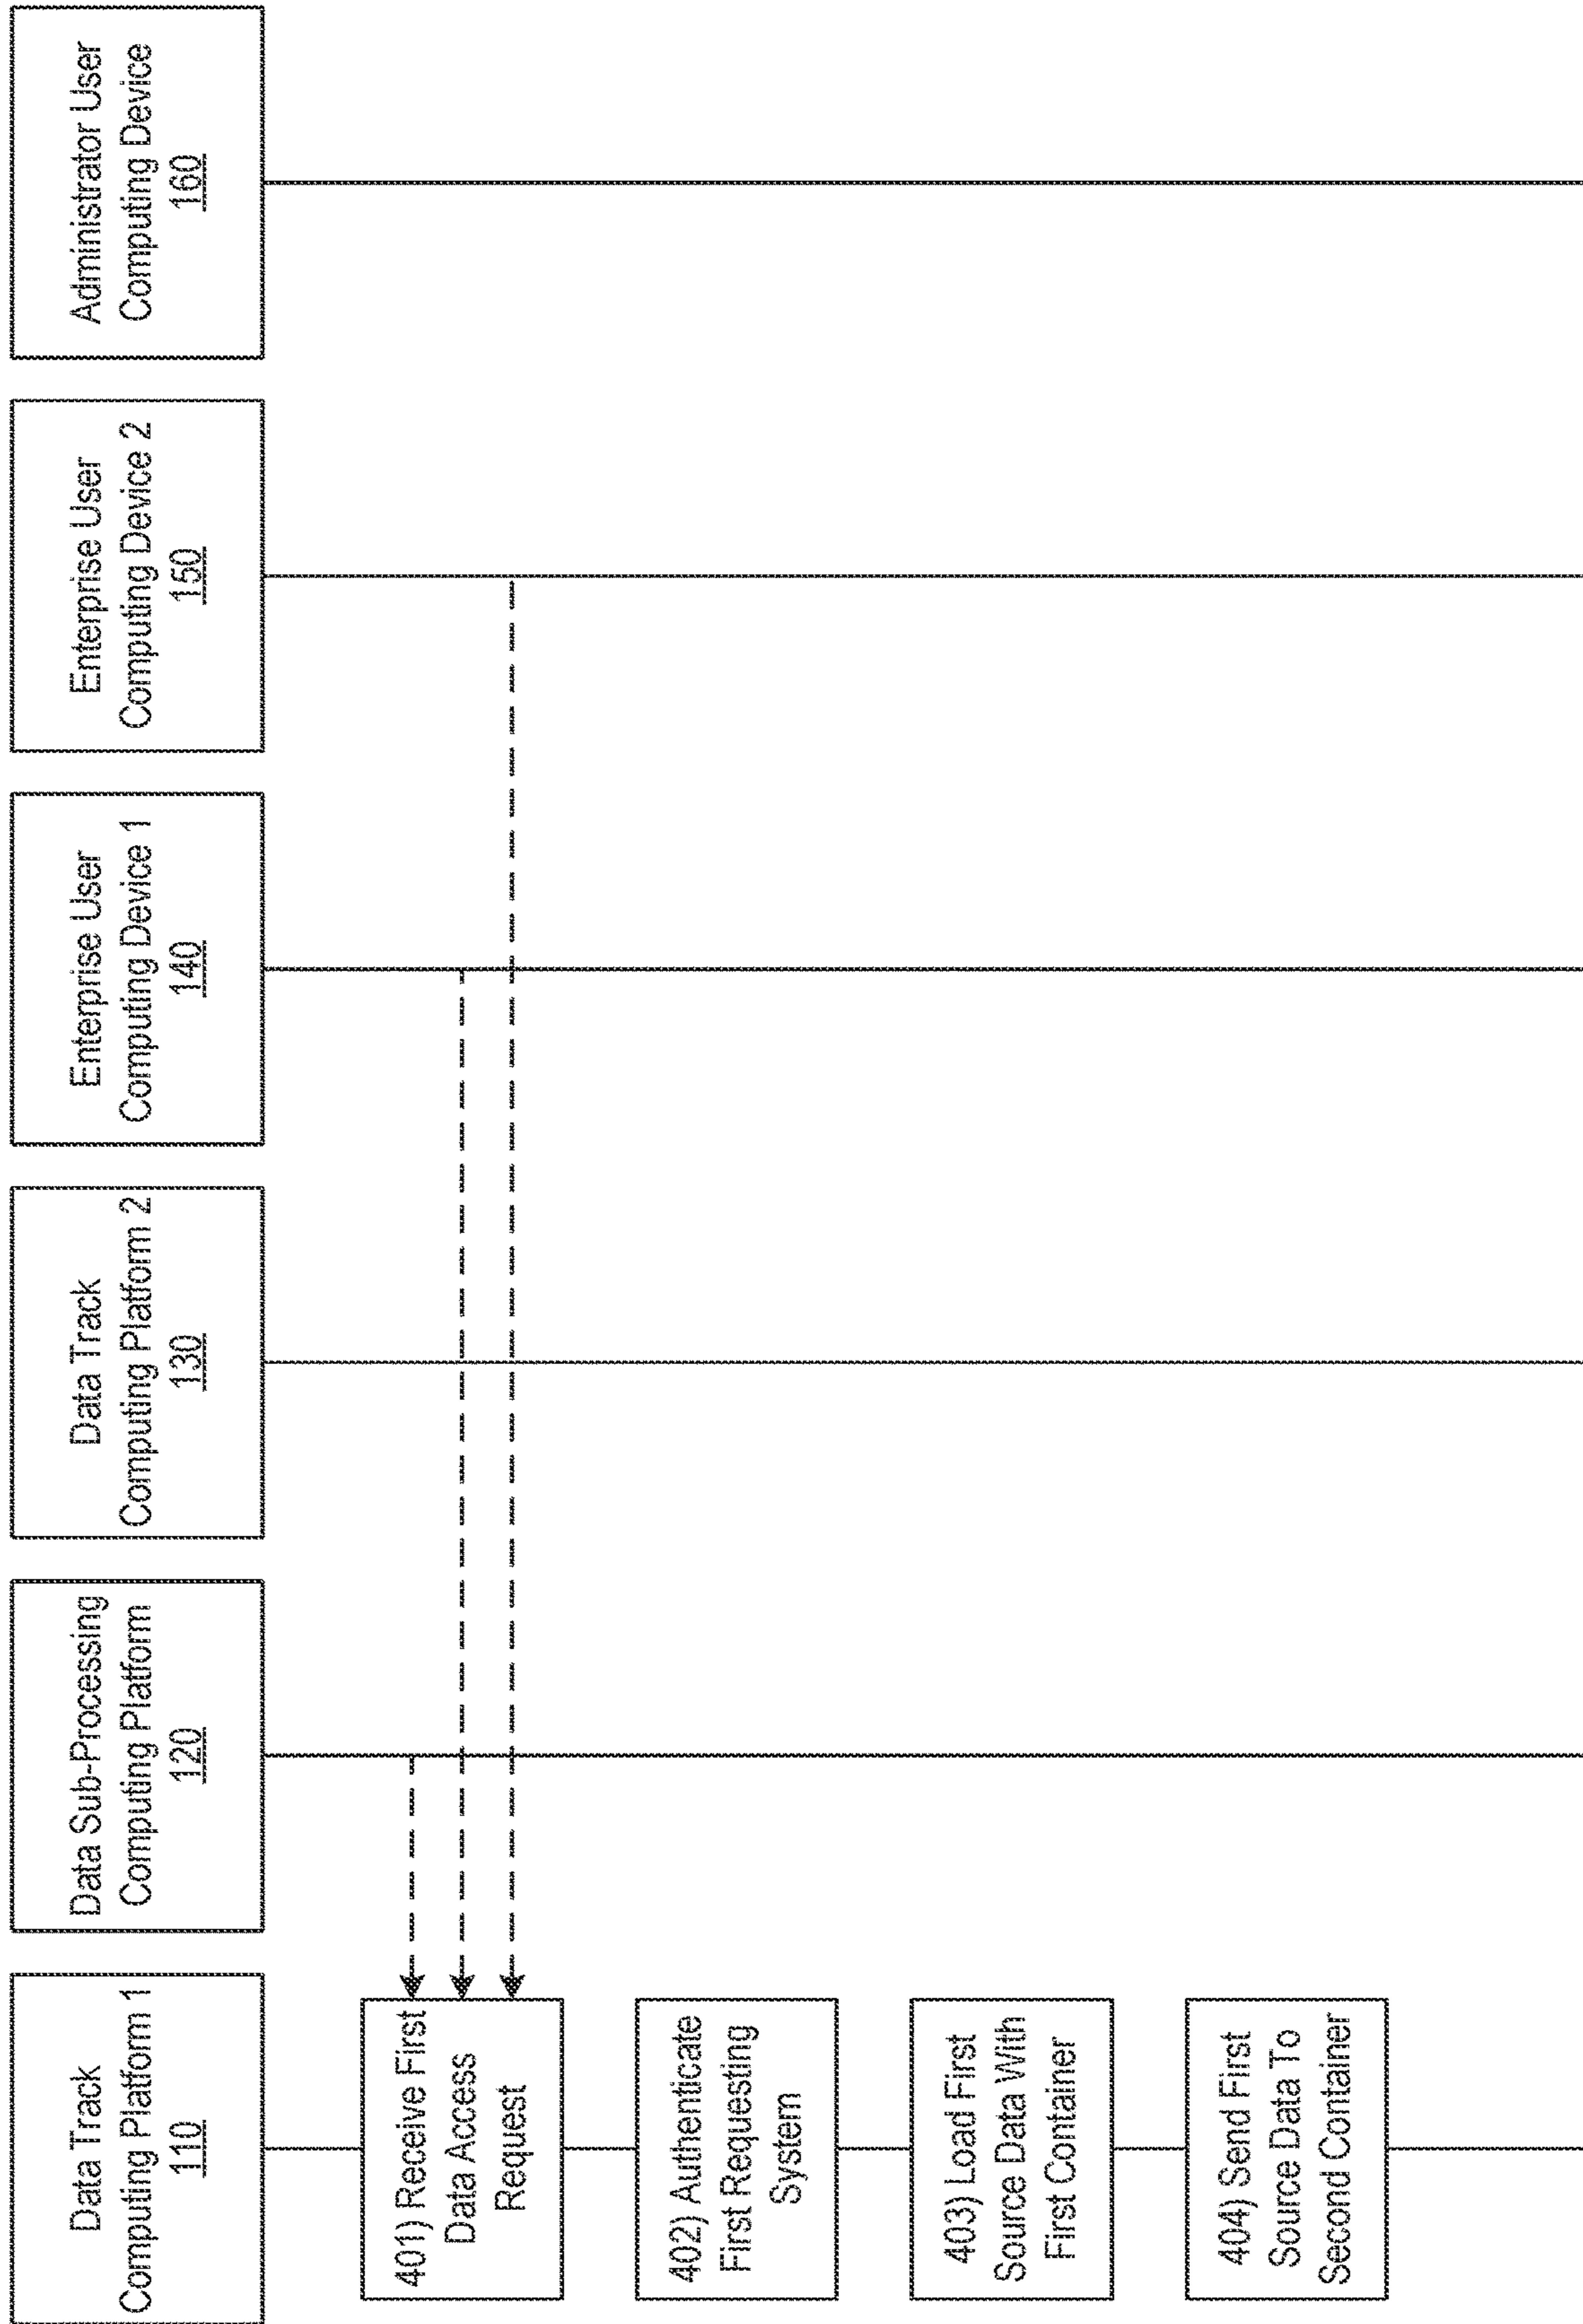 Data Track
Computing Platform 1
110
Data Sub-Processing
Computing Platform
120
Data Track
Computing Platform 2
130
Enterprise User
Computing Device 1
140
Enterprise User
Computing Device 2
150
Administrator User
Computing Device
160
401) Receive First
Data Access
Request
402) Authenticate
First Requesting
System
403) Load First
Source Data With
First Container
404) Send First
Source Data To
Second Container